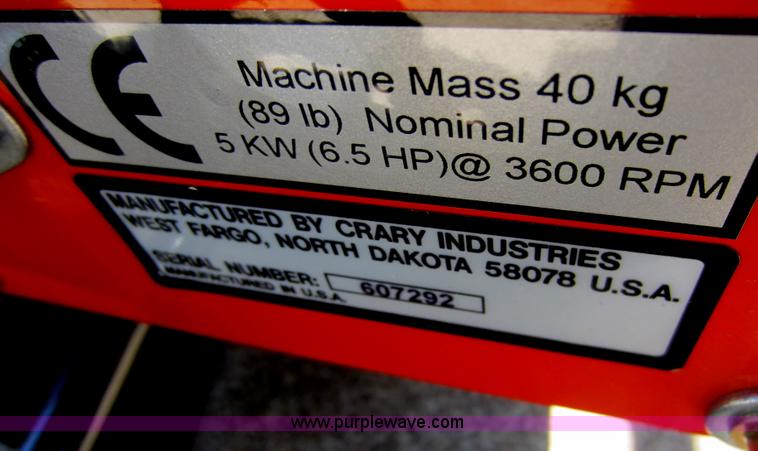 CE
Machine Mass 40 kg
(89 lb) Nominal Power
5 KW (6.5 HP)@ 3600 RPM
MANUFACTURED BY CRARY INDUSTRIES
WEST FARGO, NORTH DAKOTA 58078 U.S.A.
SERIAL NUMBER: 607292
MANUFACTURED IN U.S.A.
www.purplewave.com